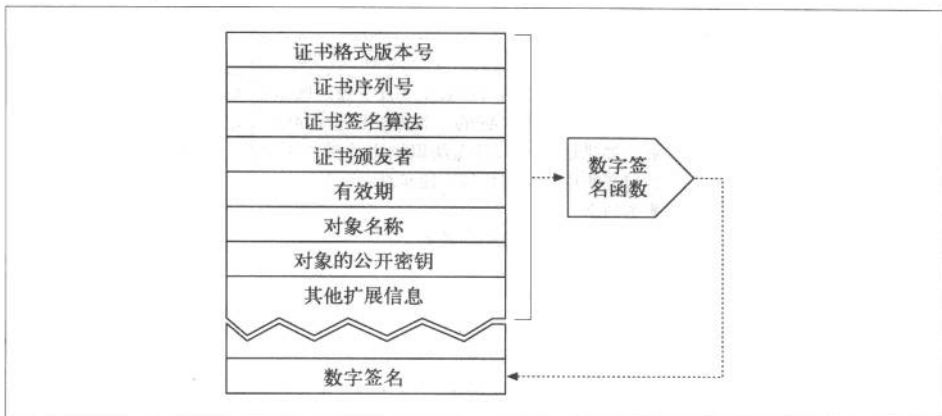 证书格式版本号
证书序列号
证书签名算法
证书颁发者
有效期
对象名称
对象的公开密钥
其他扩展信息
数字签
名函数
数字签名